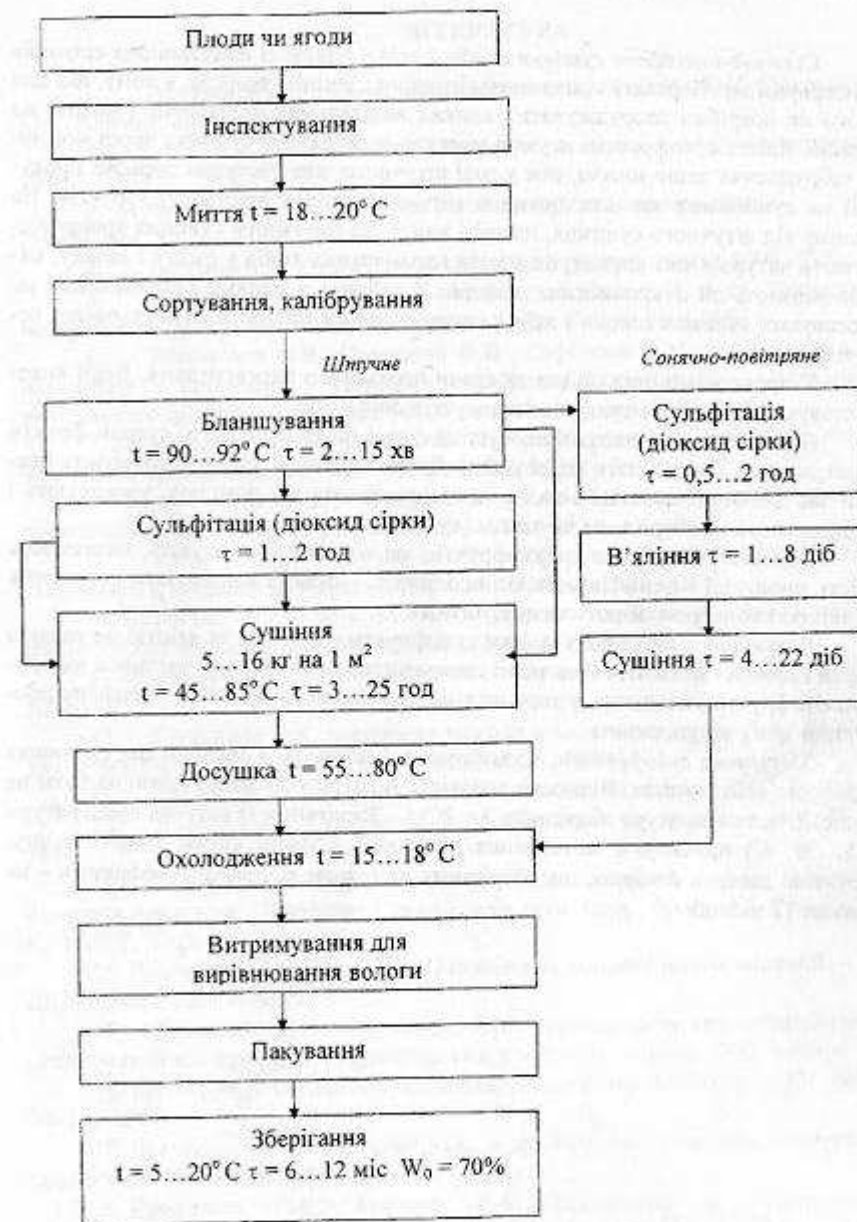 Плоди чи ягоди
Інспектування
Миття t = 18...20° С
Сортування, калібрування
Штучне
Сонячно-повітряне
Бланшування
t = 90...92° С τ = 2...15 хв
Сульфітація
(діоксид сірки)
τ = 0,5...2 год
Сульфітація (діоксид сірки)
τ = 1...2 год
В'яління τ = 1...8 діб
Сушіння
5...16 кг на 1 м²
t = 45...85° С τ = 3...25 год
Сушіння τ = 4...22 діб
Досушка t = 55...80° С
Охолодження t = 15...18° С
Витримування для
вирівнювання вологи
Пакування
Зберігання
t = 5...20° С τ = 6...12 міс W₀ = 70%